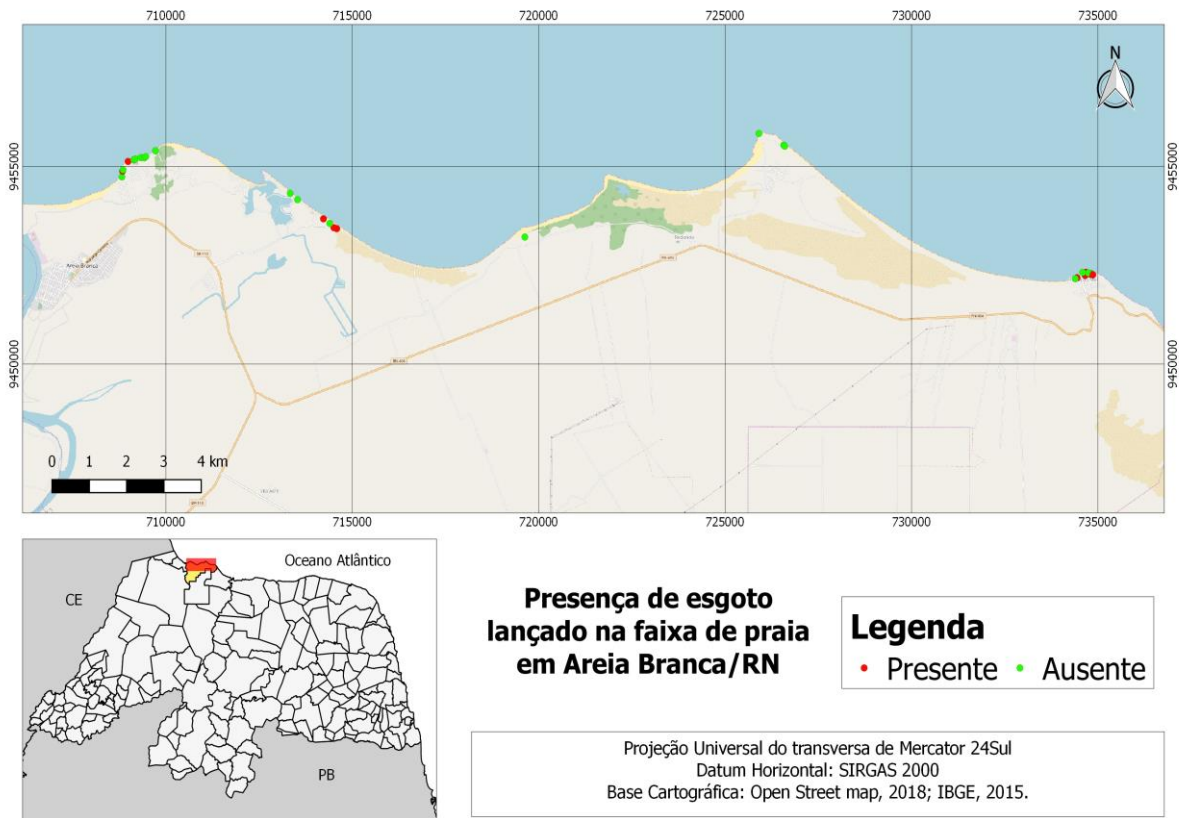 710000 715000 720000 725000 730000 735000
N
9455000 9455000
Areia Branca
9450000 9450000
0 1 2 3 4 km
710000 715000 720000 725000 730000 735000
Oceano Atlântico
CE
PB
Presença de esgoto
lançado na faixa de praia
em Areia Branca/RN
Legenda
Presente Ausente
Projeção Universal do transversa de Mercator 24Sul
Datum Horizontal: SIRGAS 2000
Base Cartográfica: Open Street map, 2018; IBGE, 2015.